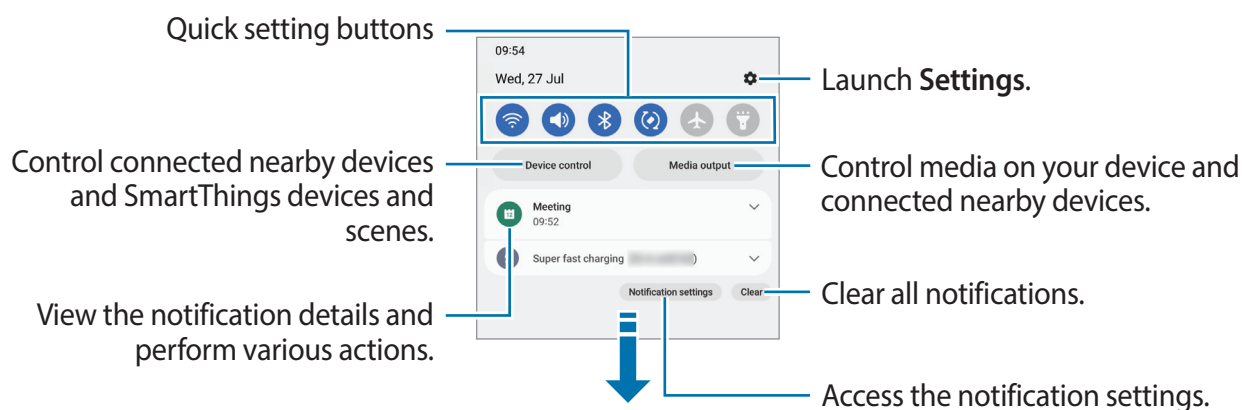 Quick setting buttons
09:54
Wed, 27 Jul
Launch Settings.
Control connected nearby devices
and SmartThings devices and
scenes.
Device control
Media output
Control media on your device and
connected nearby devices.
Meeting
09:52
Super fast charging )
Notification settings
Clear
Clear all notifications.
View the notification details and
perform various actions.
Access the notification settings.